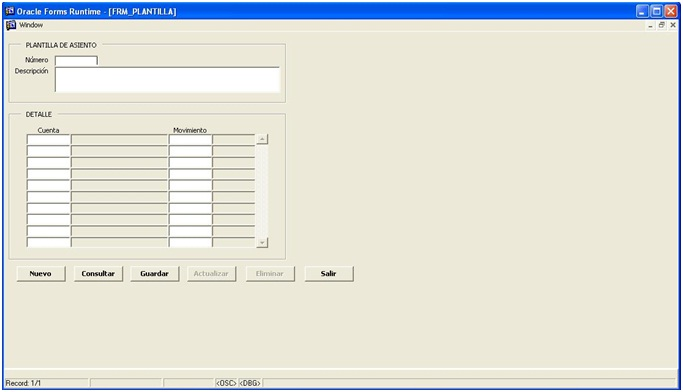 Oracle Forms Runtime - [FRM_PLANTILLA]
Window
PLANTILLA DE ASIENTO
Número
Descripción
DETALLE
Cuenta Movimiento
Nuevo Consultar Guardar Actualizar Eliminar Salir
Record: 1/1 <OSC> <DBG>